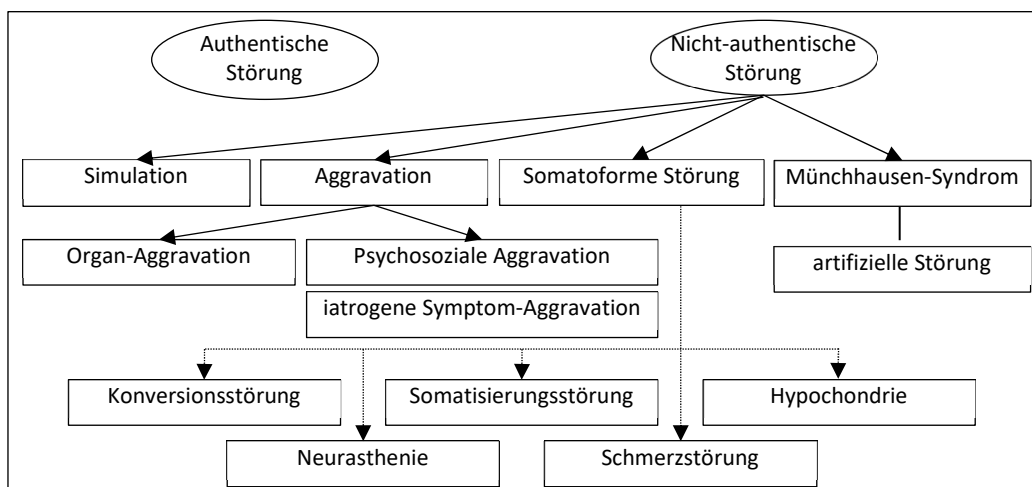 Authentische
Störung
Nicht-authentische
Störung
Simulation
Aggravation
Somatoforme Störung
Münchhausen-Syndrom
Organ-Aggravation
Psychosoziale Aggravation
artifizielle Störung
iatrogene Symptom-Aggravation
Konversionsstörung
Somatisierungsstörung
Hypochondrie
Neurasthenie
Schmerzstörung